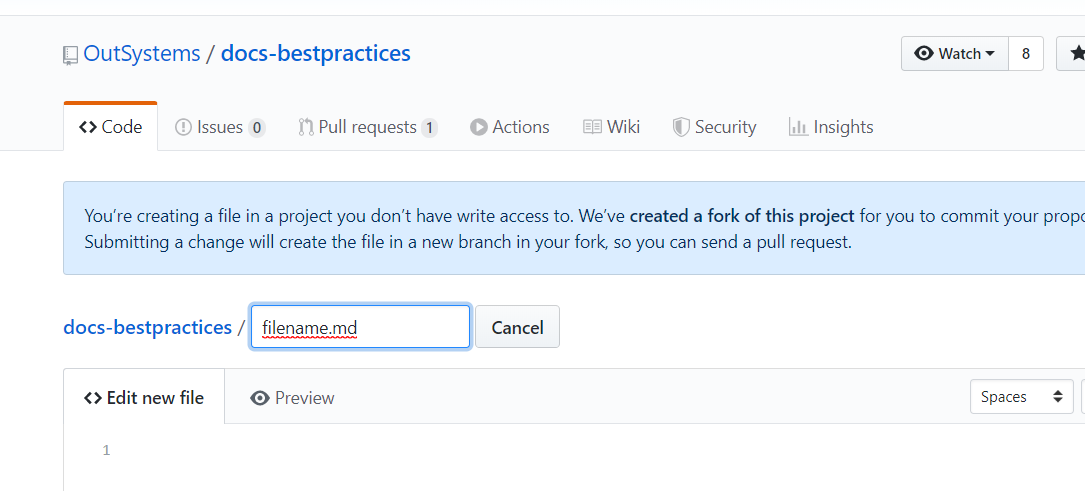 OutSystems / docs-bestpractices
Watch 8
Code Issues 0 Pull requests 1 Actions Wiki Security Insights
You’re creating a file in a project you don’t have write access to. We’ve created a fork of this project for you to commit your
Submitting a change will create the file in a new branch in your fork, so you can send a pull request.
docs-bestpractices / filename.md Cancel
Edit new file Preview Spaces
1